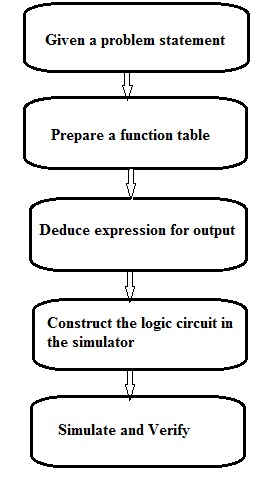 Given a problem statement
Prepare a function table
Deduce expression for output
Construct the logic circuit in
the simulator
Simulate and Verify